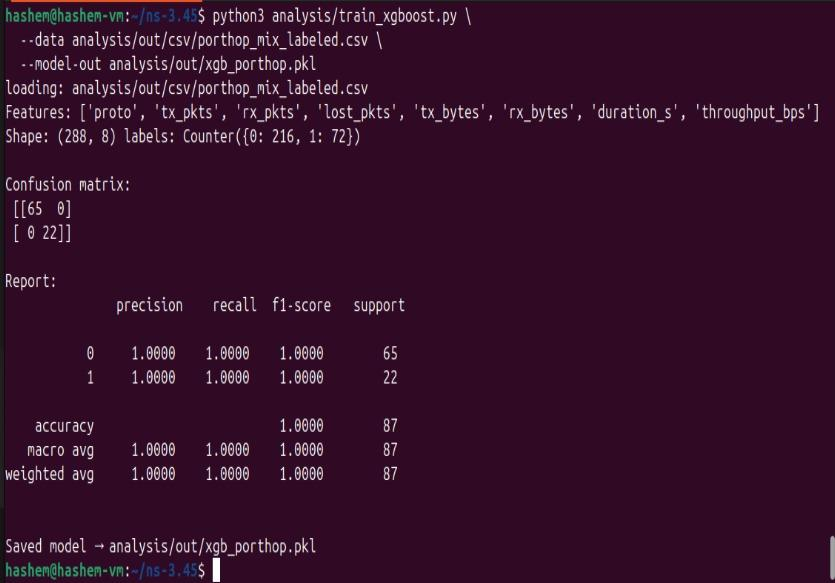 hashem@hashem-vm:~/ns-3.45$ python3 analysis/train_xgboost.py \
  --data analysis/out/csv/porthop_mix_labeled.csv \
  --model-out analysis/out/xgb_porthop.pkl
loading: analysis/out/csv/porthop_mix_labeled.csv
Features: ['proto', 'tx_pkts', 'rx_pkts', 'lost_pkts', 'tx_bytes', 'rx_bytes', 'duration_s', 'throughput_bps']
Shape: (288, 8) labels: Counter({0: 216, 1: 72})
Confusion matrix:
[[65  0]
 [ 0 22]]
Report:
              precision    recall  f1-score   support
           0     1.0000    1.0000    1.0000        65
           1     1.0000    1.0000    1.0000        22
    accuracy                         1.0000        87
   macro avg     1.0000    1.0000    1.0000        87
weighted avg     1.0000    1.0000    1.0000        87
Saved model → analysis/out/xgb_porthop.pkl
hashem@hashem-vm:~/ns-3.45$